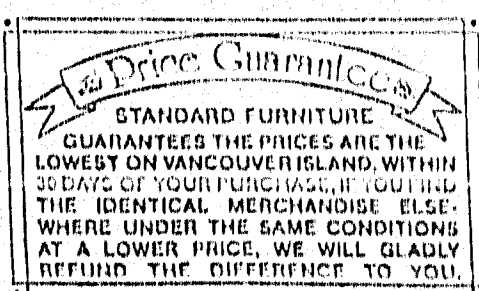 Price Guarantee
STANDARD FURNITURE
GUARANTEES THE PRICES ARE THE
LOWEST ON VANCOUVER ISLAND, WITHIN
30 DAYS OF YOUR PURCHASE, IF YOU FIND
THE IDENTICAL MERCHANDISE ELSE-
WHERE UNDER THE SAME CONDITIONS
AT A LOWER PRICE, WE WILL GLADLY
REFUND THE DIFFERENCE TO YOU.